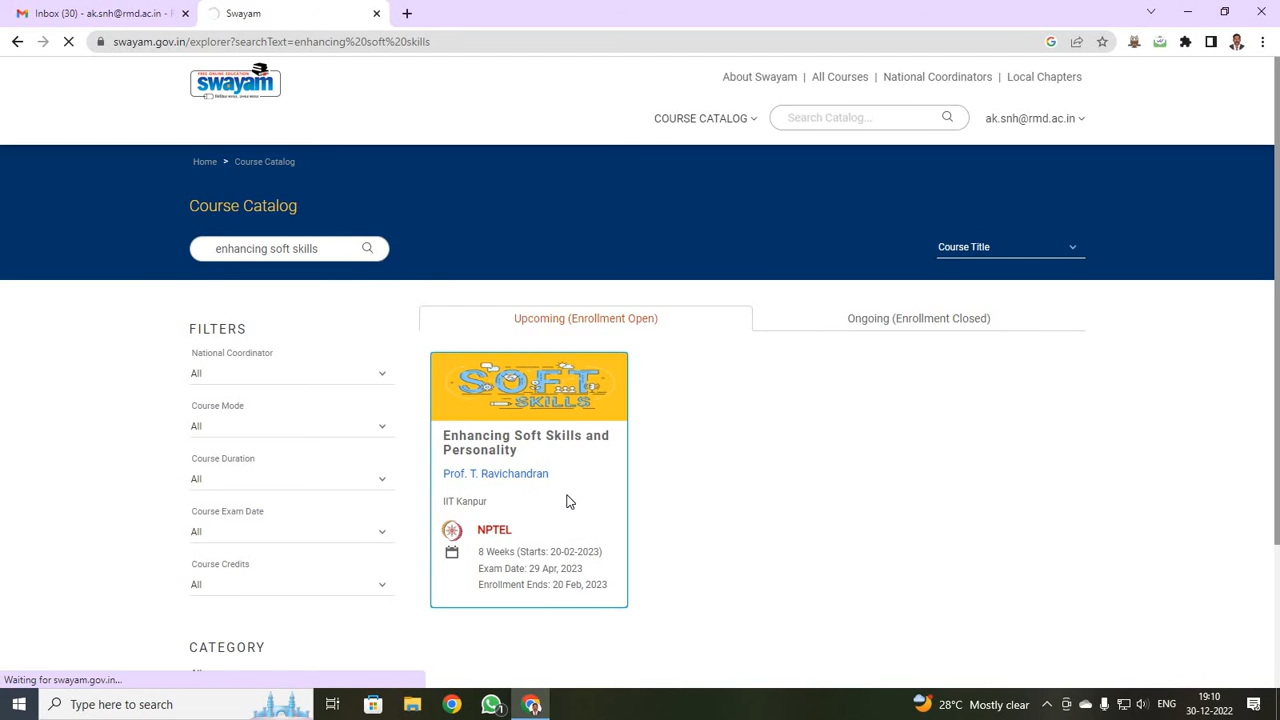 Inbox (30) - ak.snh@rmd.ac.in -
Swayam
swayam.gov.in/explorer?searchText=enhancing%20soft%20skills
FREE ONLINE EDUCATION
swayam
About Swayam | All Courses | National Coordinators | Local Chapters
COURSE CATALOG
Search Catalog...
ak.snh@rmd.ac.in
Home > Course Catalog
Course Catalog
enhancing soft skills
Course Title
FILTERS
National Coordinator
All
Course Mode
All
Course Duration
All
Course Exam Date
All
Course Credits
All
CATEGORY
Upcoming (Enrollment Open)
Ongoing (Enrollment Closed)
SOFT
SKILLS
Enhancing Soft Skills and
Personality
Prof. T. Ravichandran
IIT Kanpur
NPTEL
8 Weeks (Starts: 20-02-2023)
Exam Date: 29 Apr, 2023
Enrollment Ends: 20 Feb, 2023
Waiting for swayam.gov.in...
Type here to search
1
28°C Mostly clear
ENG
19:10
30-12-2022